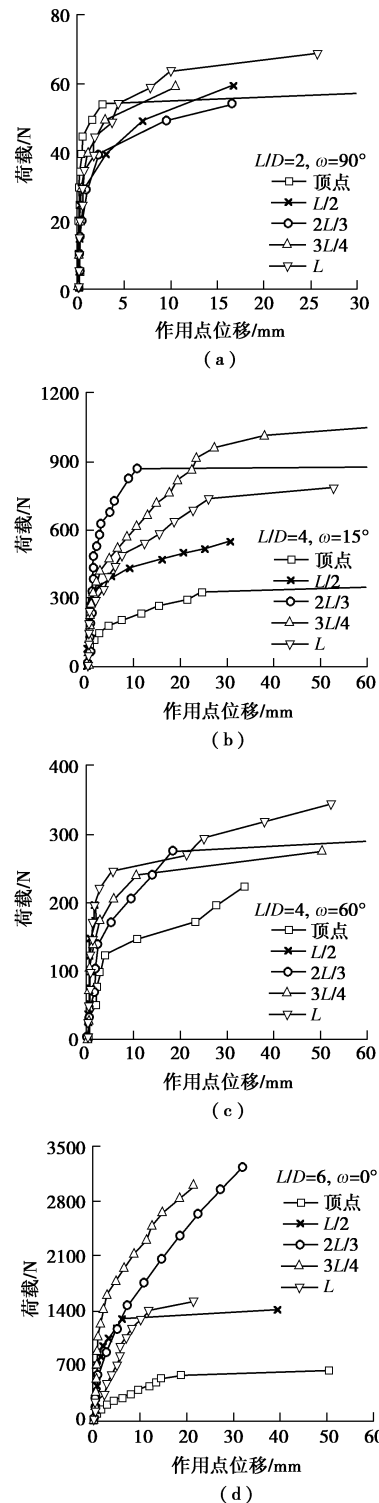 80
60
40
20
0
荷载/N
L/D=2, ω=90°
顶点
L/2
2L/3
3L/4
L
0 5 10 15 20 25 30
作用点位移/mm
(a)
1200
900
600
300
0
荷载/N
L/D=4, ω=15°
顶点
L/2
2L/3
3L/4
L
0 10 20 30 40 50 60
作用点位移/mm
(b)
400
300
200
100
0
荷载/N
L/D=4, ω=60°
顶点
L/2
2L/3
3L/4
L
0 10 20 30 40 50 60
作用点位移/mm
(c)
3500
2800
2100
1400
700
0
荷载/N
L/D=6, ω=0°
顶点
L/2
2L/3
3L/4
L
0 10 20 30 40 50 60
作用点位移/mm
(d)